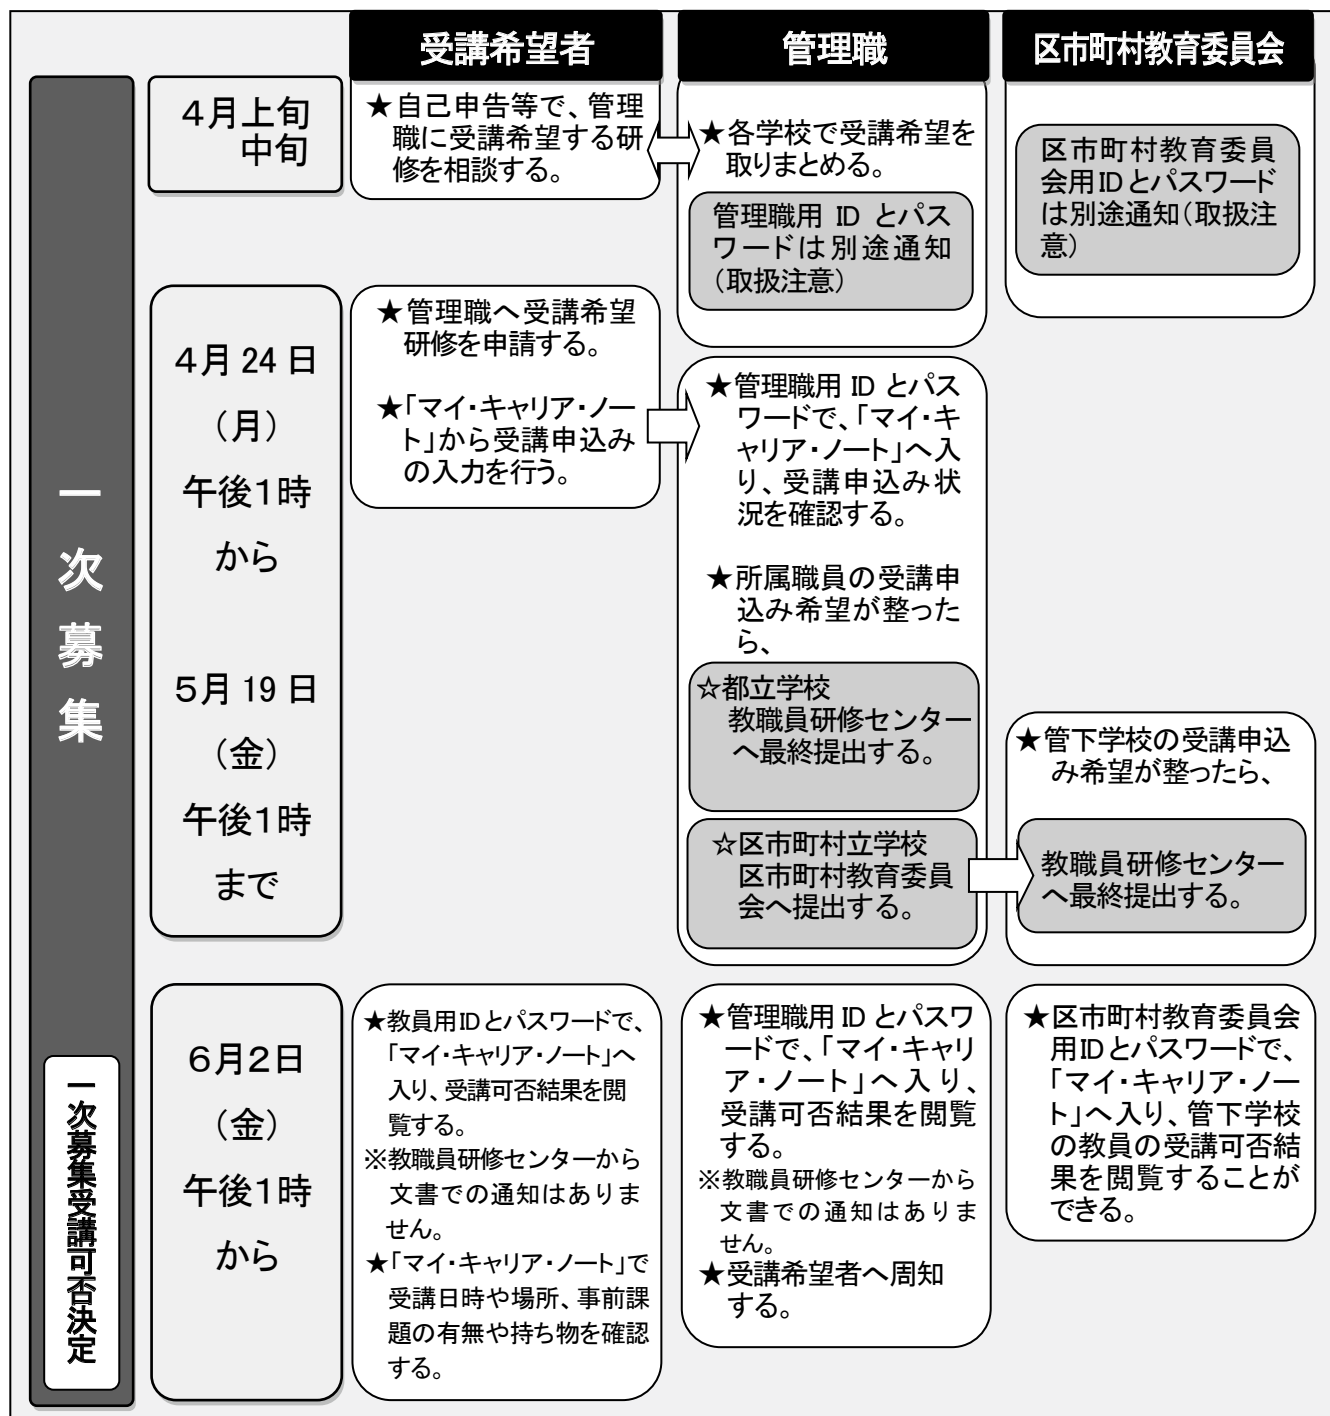 受講希望者
管理職
区市町村教育委員会
一次募集
４月上旬
中旬
★自己申告等で、管理
職に受講希望する研
修を相談する。
★各学校で受講希望を
取りまとめる。
管理職用 ID とパス
ワードは別途通知
（取扱注意）
区市町村教育委員
会用IDとパスワード
は別途通知（取扱注
意）
４月 24 日
（月）
午後１時
から
５月 19 日
（金）
午後１時
まで
★管理職へ受講希望
研修を申請する。
★「マイ・キャリア・ノー
ト」から受講申込み
の入力を行う。
★管理職用 ID とパス
ワードで、「マイ・キ
ャリア・ノート」へ入
り、受講申込み状
況を確認する。
★所属職員の受講申
込み希望が整った
ら、
☆都立学校
教職員研修センター
へ最終提出する。
☆区市町村立学校
区市町村教育委員
会へ提出する。
★管下学校の受講申込
み希望が整ったら、
教職員研修センター
へ最終提出する。
一次募集受講可否決定
６月２日
（金）
午後１時
から
★教員用IDとパスワードで、
「マイ・キャリア・ノート」へ
入り、受講可否結果を閲
覧する。
※教職員研修センターから
文書での通知はありま
せん。
★「マイ・キャリア・ノート」で
受講日時や場所、事前課
題の有無や持ち物を確認
する。
★管理職用 ID とパスワ
ードで、「マイ・キャリ
ア・ノート」へ入り、
受講可否結果を閲覧
する。
※教職員研修センターから
文書での通知はありま
せん。
★受講希望者へ周知
する。
★区市町村教育委員会
用IDとパスワードで、
「マイ・キャリア・ノー
ト」へ入り、管下学校
の教員の受講可否結
果を閲覧することが
できる。